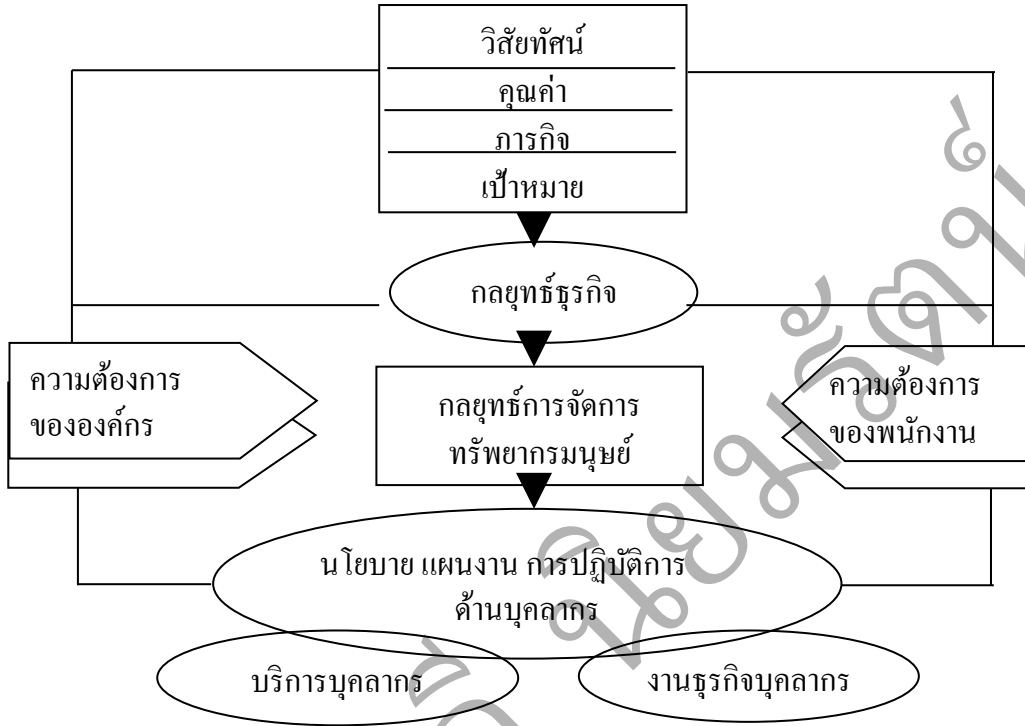 วิสัยทัศน์
คุณค่า
ภารกิจ
เป้าหมาย
กลยุทธ์ธุรกิจ
ความต้องการ
ขององค์กร
กลยุทธ์การจัดการ
ทรัพยากรมนุษย์
ความต้องการ
ของพนักงาน
นโยบาย แผนงาน การปฏิบัติการ
ด้านบุคลากร
บริการบุคลากร
งานธุรกิจบุคลากร